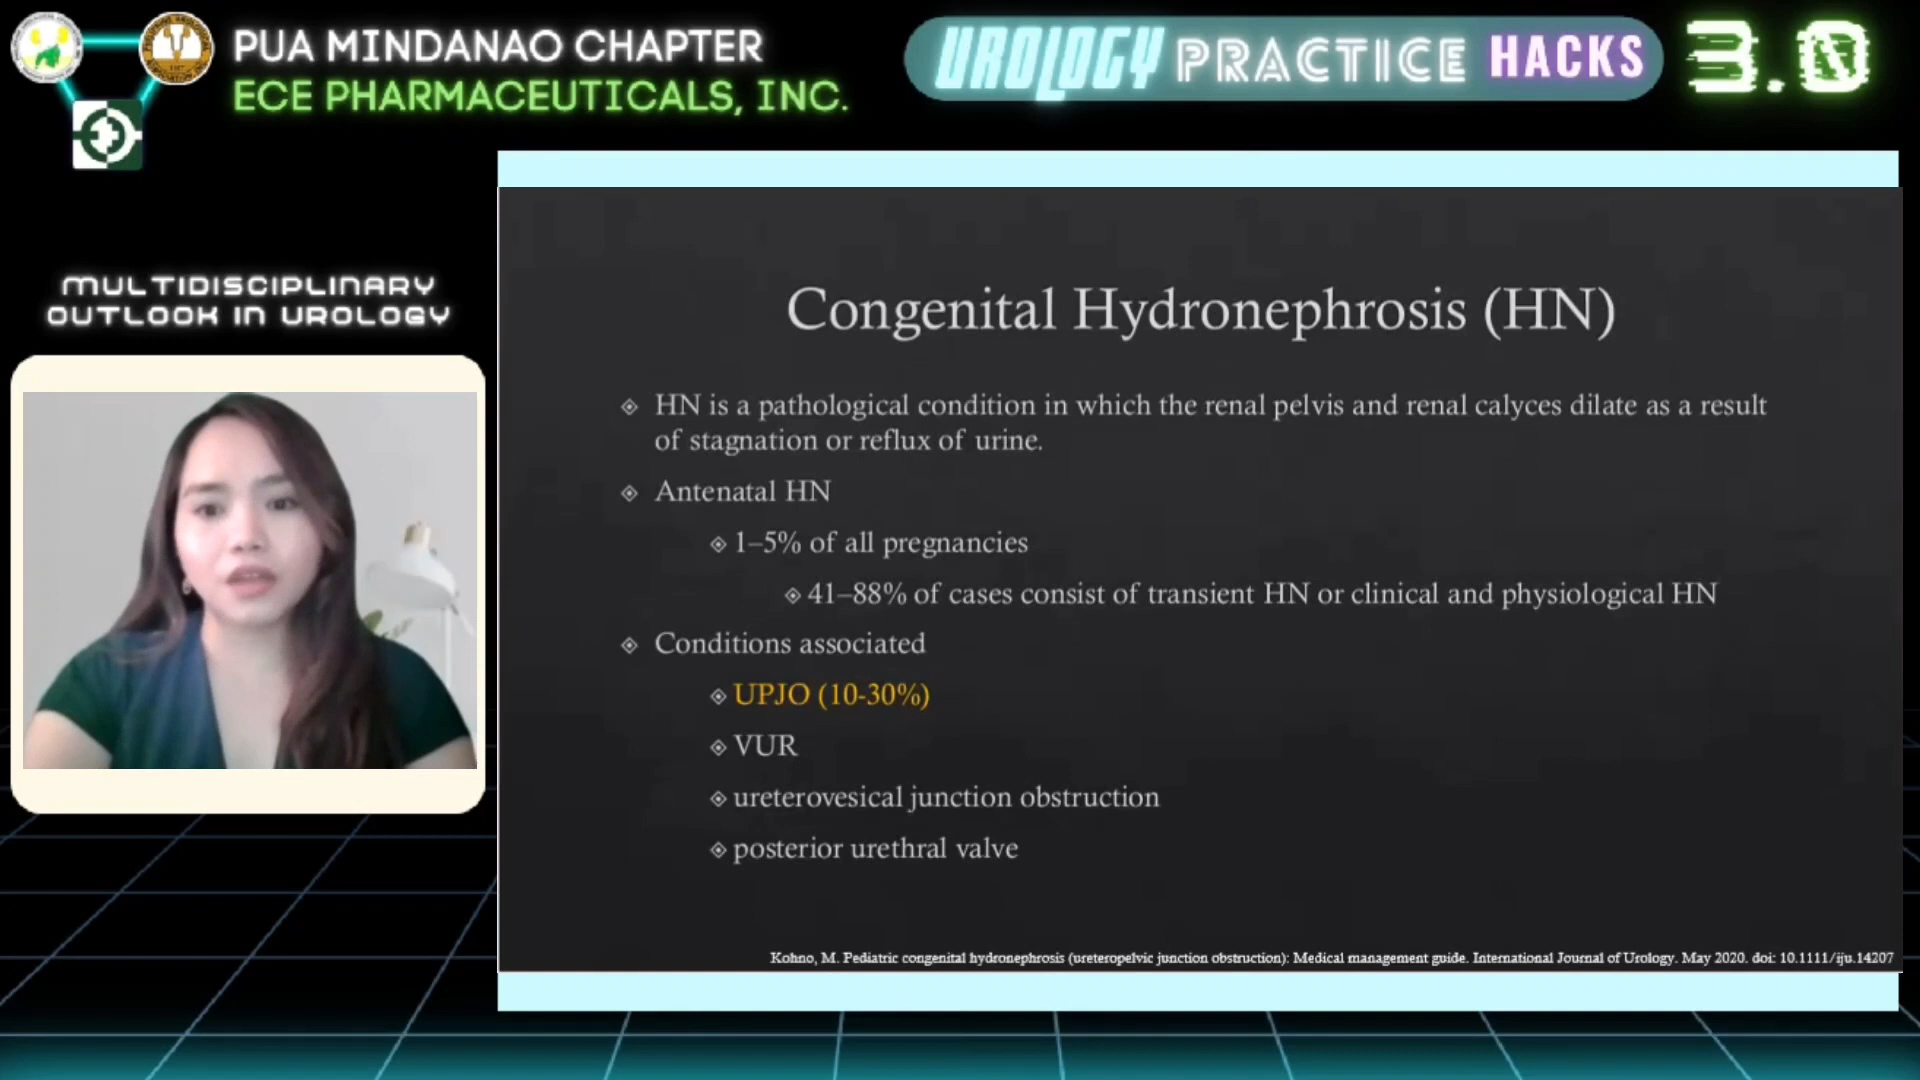 PUA MINDANAO CHAPTER
ECE PHARMACEUTICALS, INC.
UROLOGY PRACTICE HACKS 3.0
MULTIDISCIPLINARY
OUTLOOK IN UROLOGY
Congenital Hydronephrosis (HN)
HN is a pathological condition in which the renal pelvis and renal calyces dilate as a result
of stagnation or reflux of urine.
Antenatal HN
1–5% of all pregnancies
41–88% of cases consist of transient HN or clinical and physiological HN
Conditions associated
UPJO (10-30%)
VUR
ureterovesical junction obstruction
posterior urethral valve
Kohno, M. Pediatric congenital hydronephrosis (ureteropelvic junction obstruction): Medical management guide. International Journal of Urology. May 2020. doi: 10.1111/iju.14207